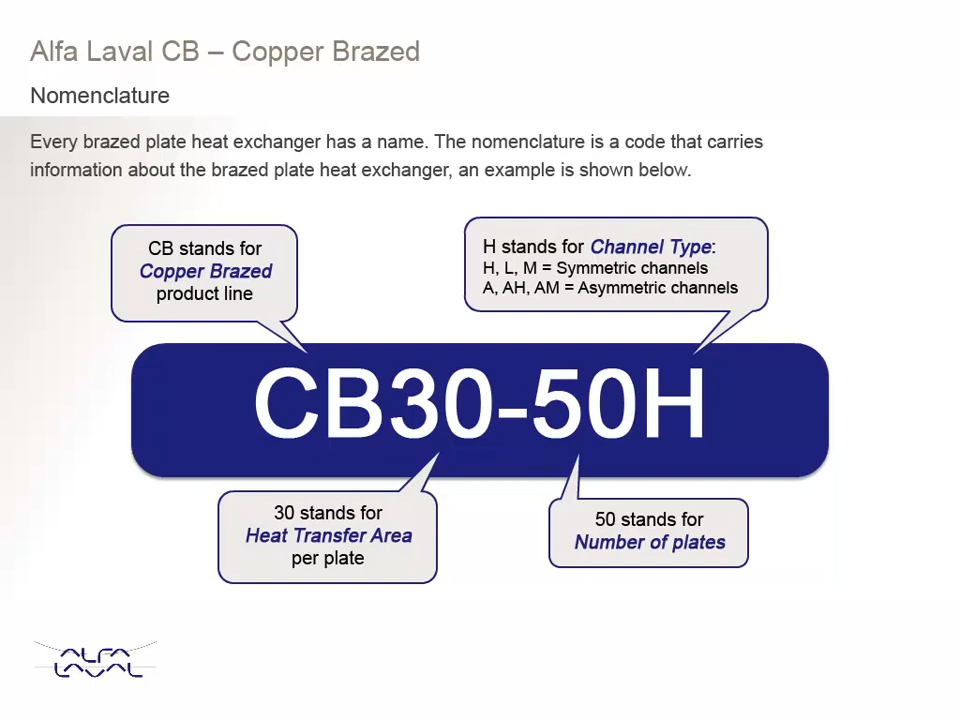 Alfa Laval CB – Copper Brazed
Nomenclature
Every brazed plate heat exchanger has a name. The nomenclature is a code that carries
information about the brazed plate heat exchanger, an example is shown below.
CB stands for
Copper Brazed
product line
H stands for Channel Type:
H, L, M = Symmetric channels
A, AH, AM = Asymmetric channels
CB30-50H
30 stands for
Heat Transfer Area
per plate
50 stands for
Number of plates
ALFA
LAVAL